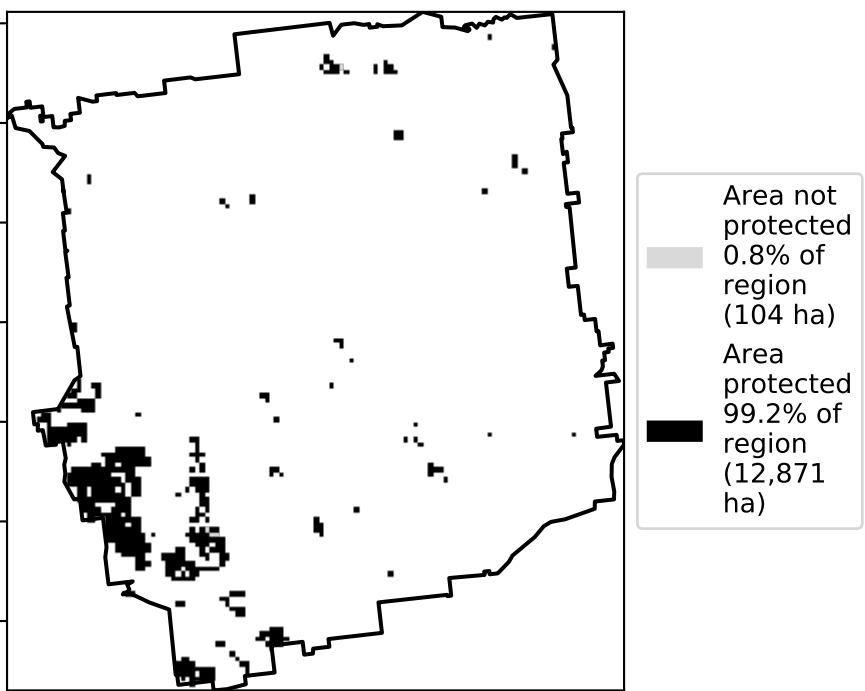 Area not
protected
0.8% of
region
(104 ha)
Area
protected
99.2% of
region
(12,871
ha)